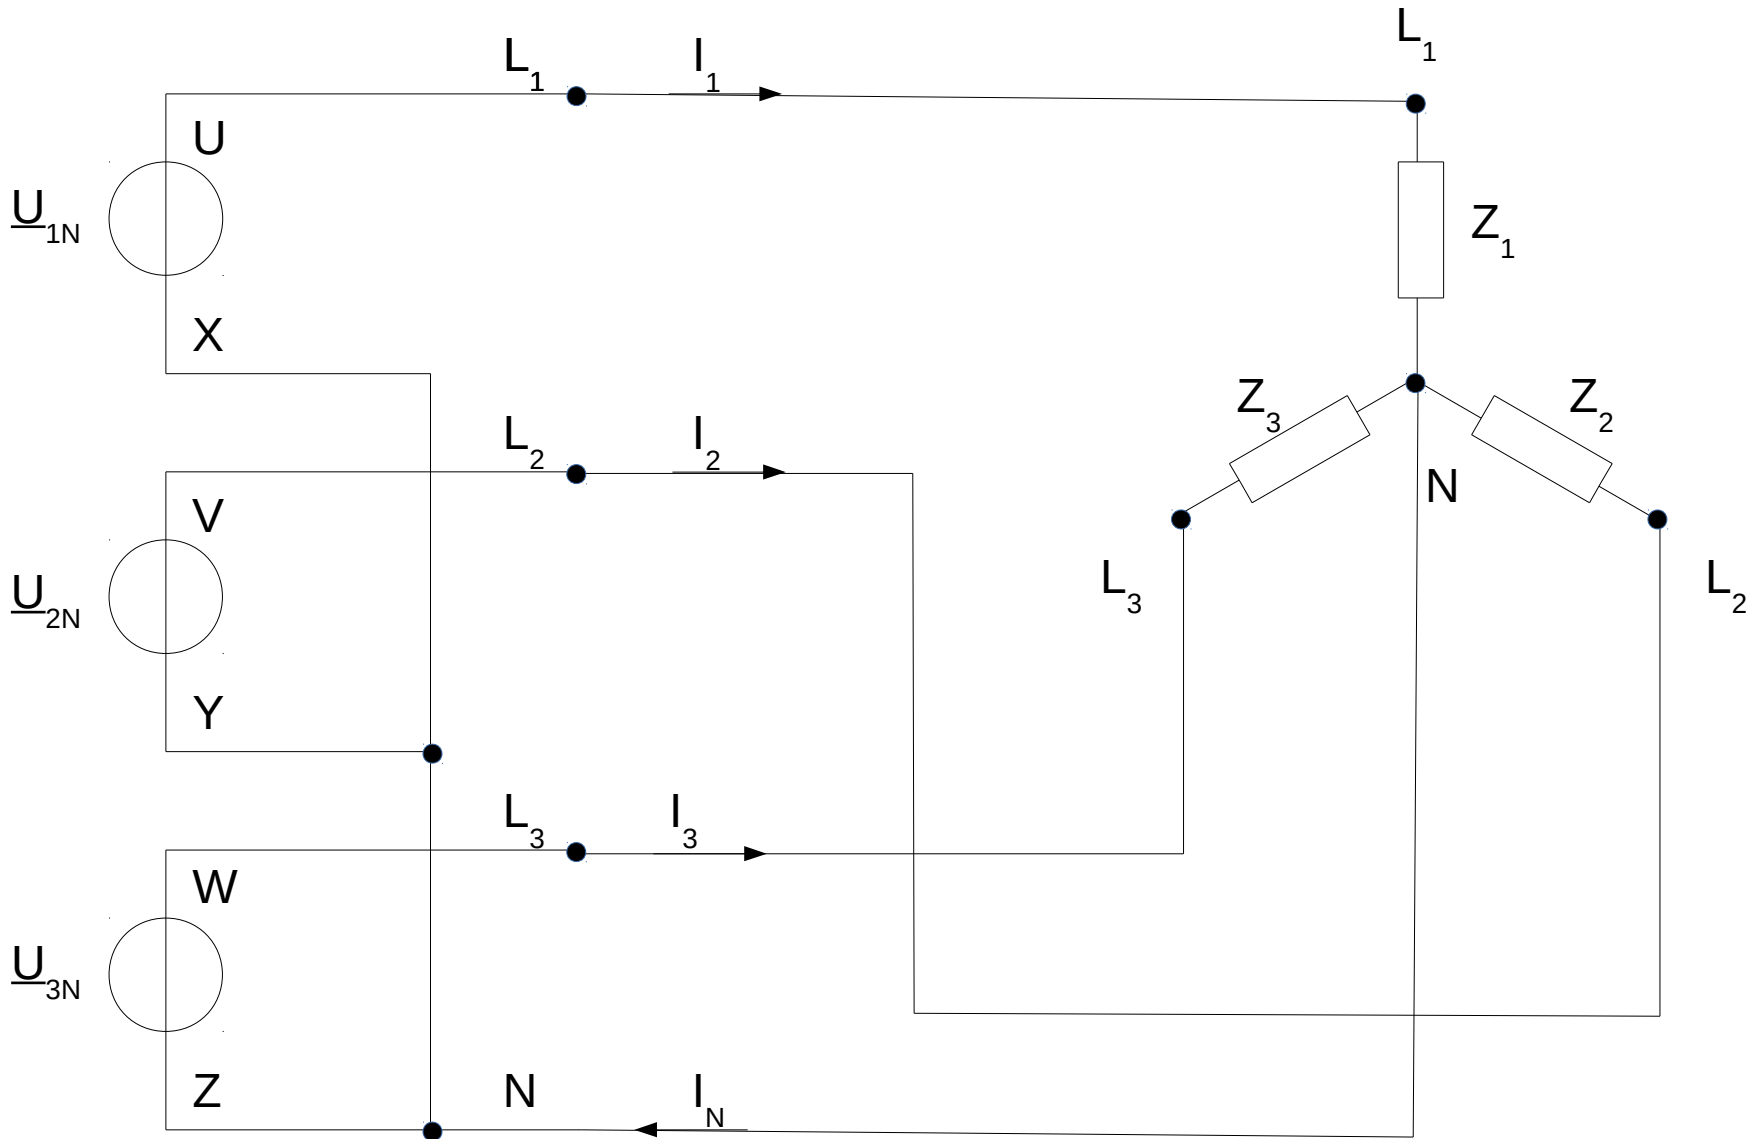 L1
L1 I1
U
U1N
Z1
X
Z3 Z2
L2 I2
N
V
L3 L2
U2N
Y
L3 I3
W
U3N
Z N IN